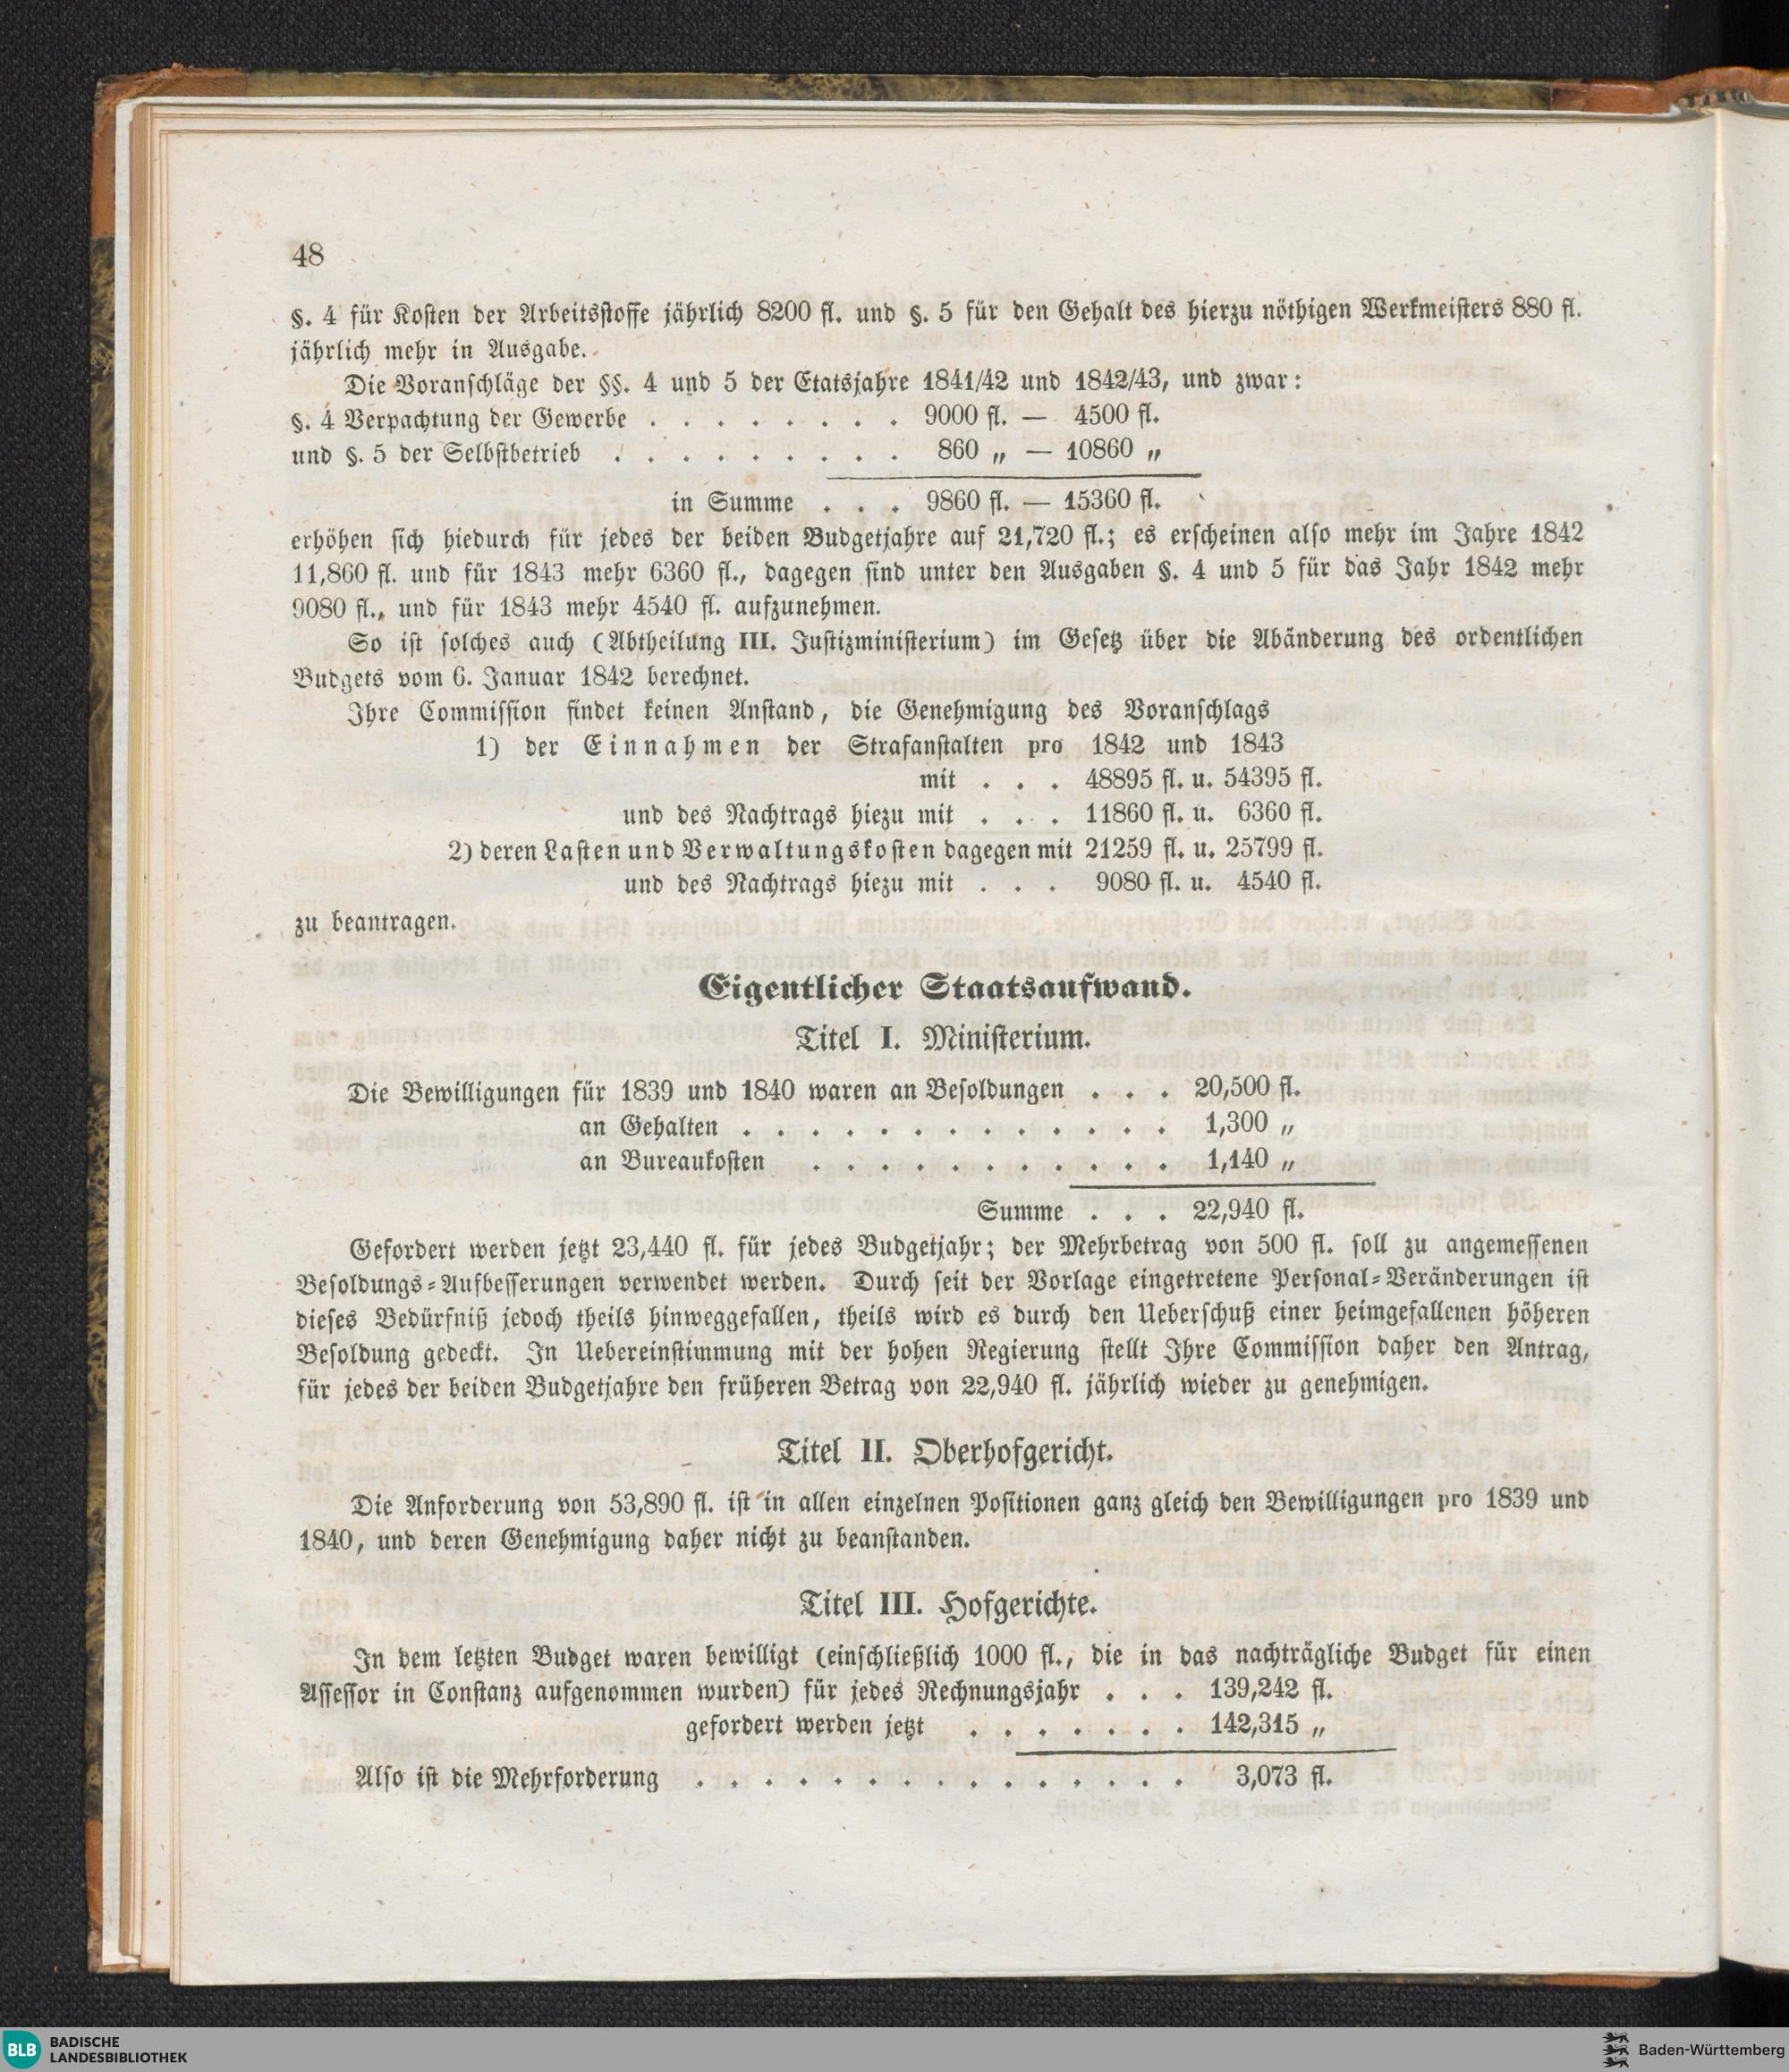 48
§. 4 für Kosten der Arbeitsstoffe jährlich 8200 fl. und §. 5 für den Gehalt des hierzu nöthigen Werkmeisters 880 fl.
jährlich mehr in Ausgabe.
Die Voranschläge der §§. 4 und 5 der Etatsjahre 1841/42 und 1842/43, und zwar:
§. 4 Verpachtung der Gewerbe . . . . . . . . 9000 fl. — 4500 fl.
und §. 5 der Selbstbetrieb . . . . . . . . . 860 „ — 10860 „
in Summe . . . 9860 fl. — 15360 fl.
erhöhen sich hiedurch für jedes der beiden Budgetjahre auf 21,720 fl.; es erscheinen also mehr im Jahre 1842
11,860 fl. und für 1843 mehr 6360 fl., dagegen sind unter den Ausgaben §. 4 und 5 für das Jahr 1842 mehr
9080 fl., und für 1843 mehr 4540 fl. aufzunehmen.
So ist solches auch (Abtheilung III. Justizministerium) im Gesetz über die Abänderung des ordentlichen
Budgets vom 6. Januar 1842 berechnet.
Ihre Commission findet keinen Anstand, die Genehmigung des Voranschlags
1) der Einnahmen der Strafanstalten pro 1842 und 1843
mit . . . 48895 fl. u. 54395 fl.
und des Nachtrags hiezu mit . . . 11860 fl. u. 6360 fl.
2) deren Lasten und Verwaltungskosten dagegen mit 21259 fl. u. 25799 fl.
und des Nachtrags hiezu mit . . . 9080 fl. u. 4540 fl.
zu beantragen.
Eigentlicher Staatsaufwand.
Titel I. Ministerium.
Die Bewilligungen für 1839 und 1840 waren an Besoldungen . . . 20,500 fl.
an Gehalten . . . . . . . . . . . . . 1,300 „
an Bureaukosten . . . . . . . . . . . 1,140 „
Summe . . . 22,940 fl.
Gefordert werden jetzt 23,440 fl. für jedes Budgetjahr; der Mehrbetrag von 500 fl. soll zu angemessenen
Besoldungs-Aufbesserungen verwendet werden. Durch seit der Vorlage eingetretene Personal-Veränderungen ist
dieses Bedürfniß jedoch theils hinweggefallen, theils wird es durch den Ueberschuß einer heimgefallenen höheren
Besoldung gedeckt. In Uebereinstimmung mit der hohen Regierung stellt Ihre Commission daher den Antrag,
für jedes der beiden Budgetjahre den früheren Betrag von 22,940 fl. jährlich wieder zu genehmigen.
Titel II. Oberhofgericht.
Die Anforderung von 53,890 fl. ist in allen einzelnen Positionen ganz gleich den Bewilligungen pro 1839 und
1840, und deren Genehmigung daher nicht zu beanstanden.
Titel III. Hofgerichte.
In dem letzten Budget waren bewilligt (einschließlich 1000 fl., die in das nachträgliche Budget für einen
Assessor in Constanz aufgenommen wurden) für jedes Rechnungsjahr . . . 139,242 fl.
gefordert werden jetzt . . . . . . . 142,315 „
Also ist die Mehrforderung . . . . . . . . . . . . . . . 3,073 fl.
BLB BADISCHE
LANDESBIBLIOTHEK
Baden-Württemberg